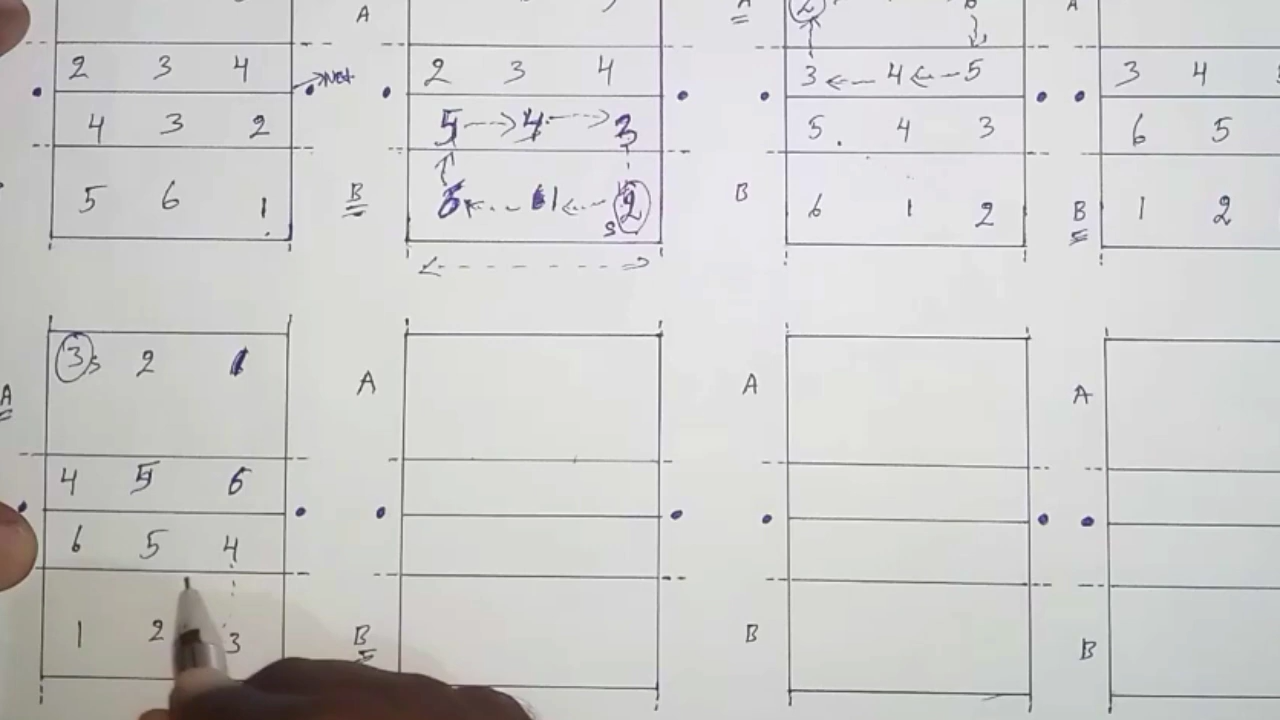 A A A
2 3 4 →Net 2 3 4 3 ← 4 ← 5 3 4
4 3 2 5 → 4 → 3 5 . 4 3 6 5
5 6 1 B 1 2 B 6 1 2 B 1 2
S
3 S 2 1
A A A A
4 5 6
6 5 4
1 2 3 B B B